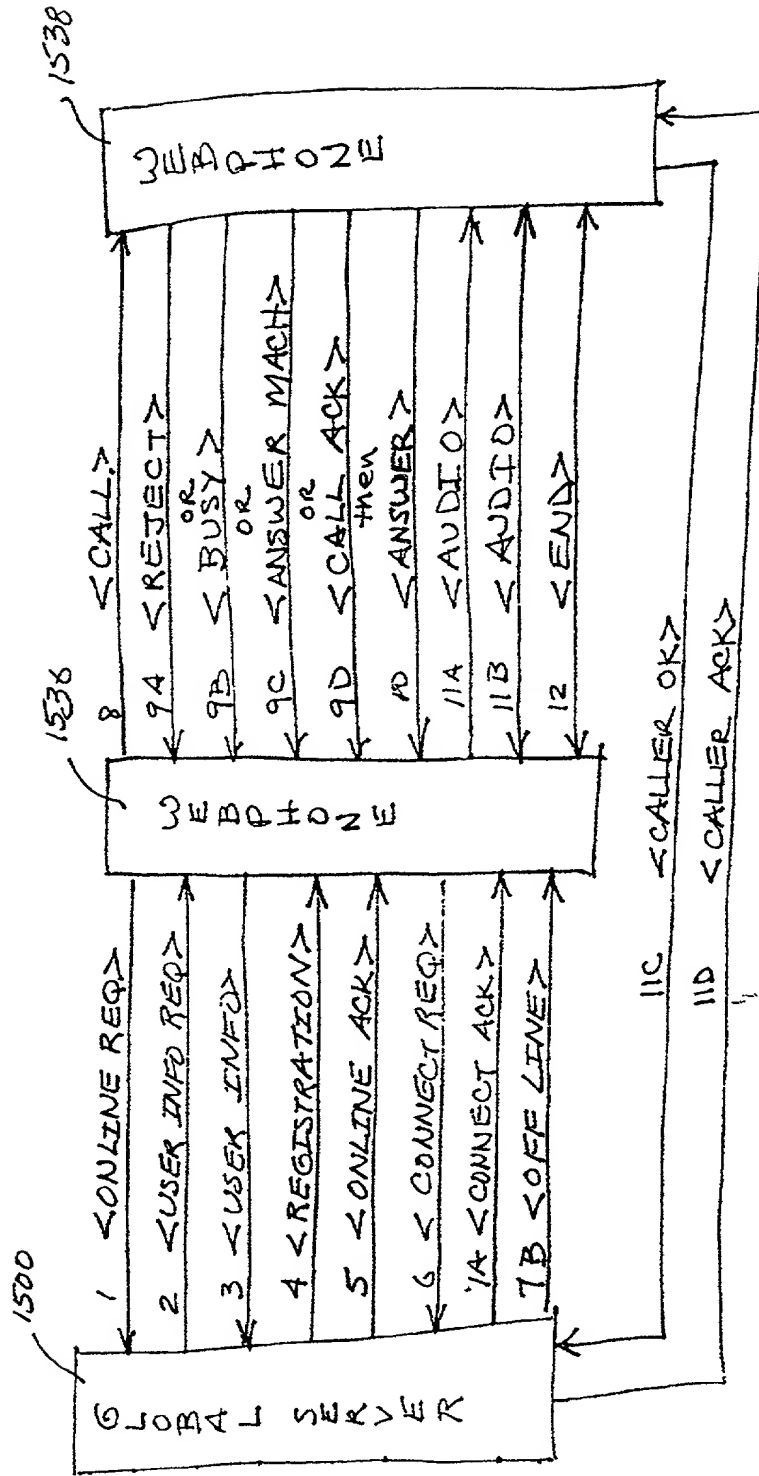 1500
GLOBAL SERVER
1 <ONLINE REQ>
2 <USER INFO REQ>
3 <USER INFO>
4 <REGISTRATION>
5 <ONLINE ACK>
6 <CONNECT REQ>
7A <CONNECT ACK>
7B <OFF LINE>
1536
WEBPHONE
8 <CALL>
9A <REJECT>
OR
9B <BUSY>
OR
9C <ANSWER MACH>
OR
9D <CALL ACK>
then
10 <ANSWER>
11A <AUDIO>
11B <AUDIO>
12 <END>
1538
WEBPHONE
11C <CALLER OK>
11D <CALLER ACK>